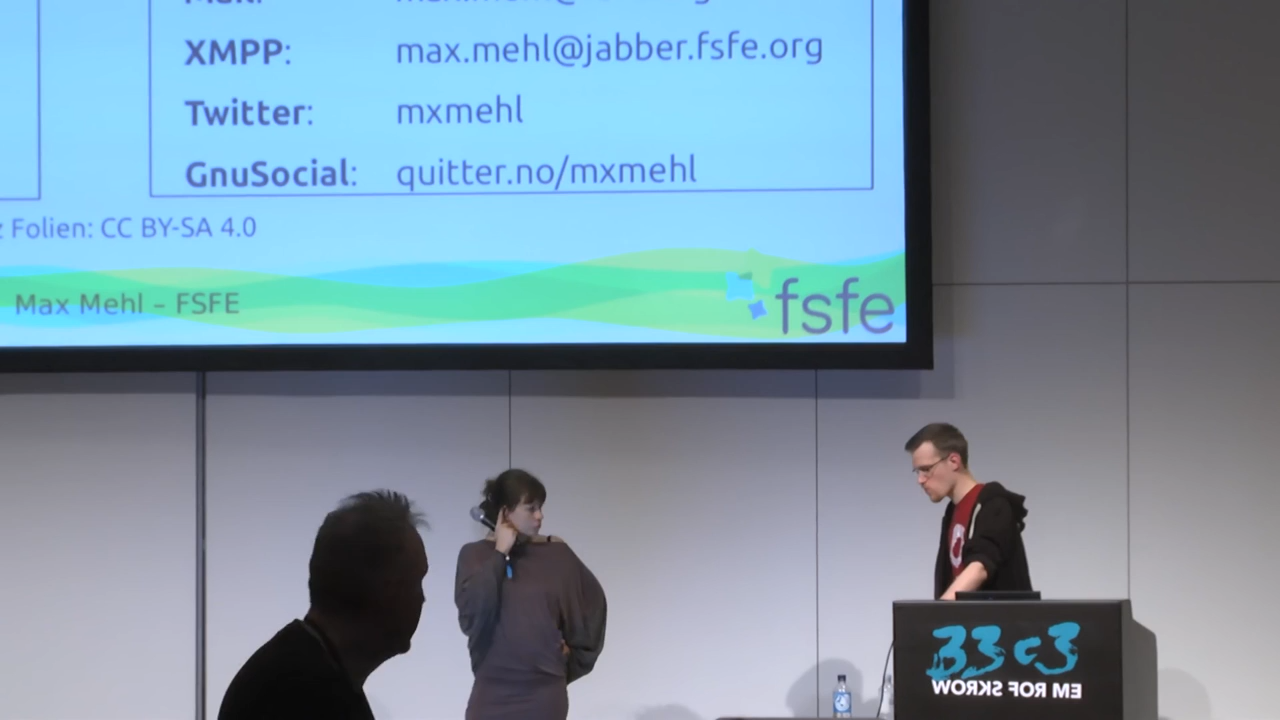 XMPP: max.mehl@jabber.fsfe.org
Twitter: mxmehl
GnuSocial: quitter.no/mxmehl
Folien: CC BY-SA 4.0
Max Mehl – FSFE
fsfe
33c3
WORKS FOR ME